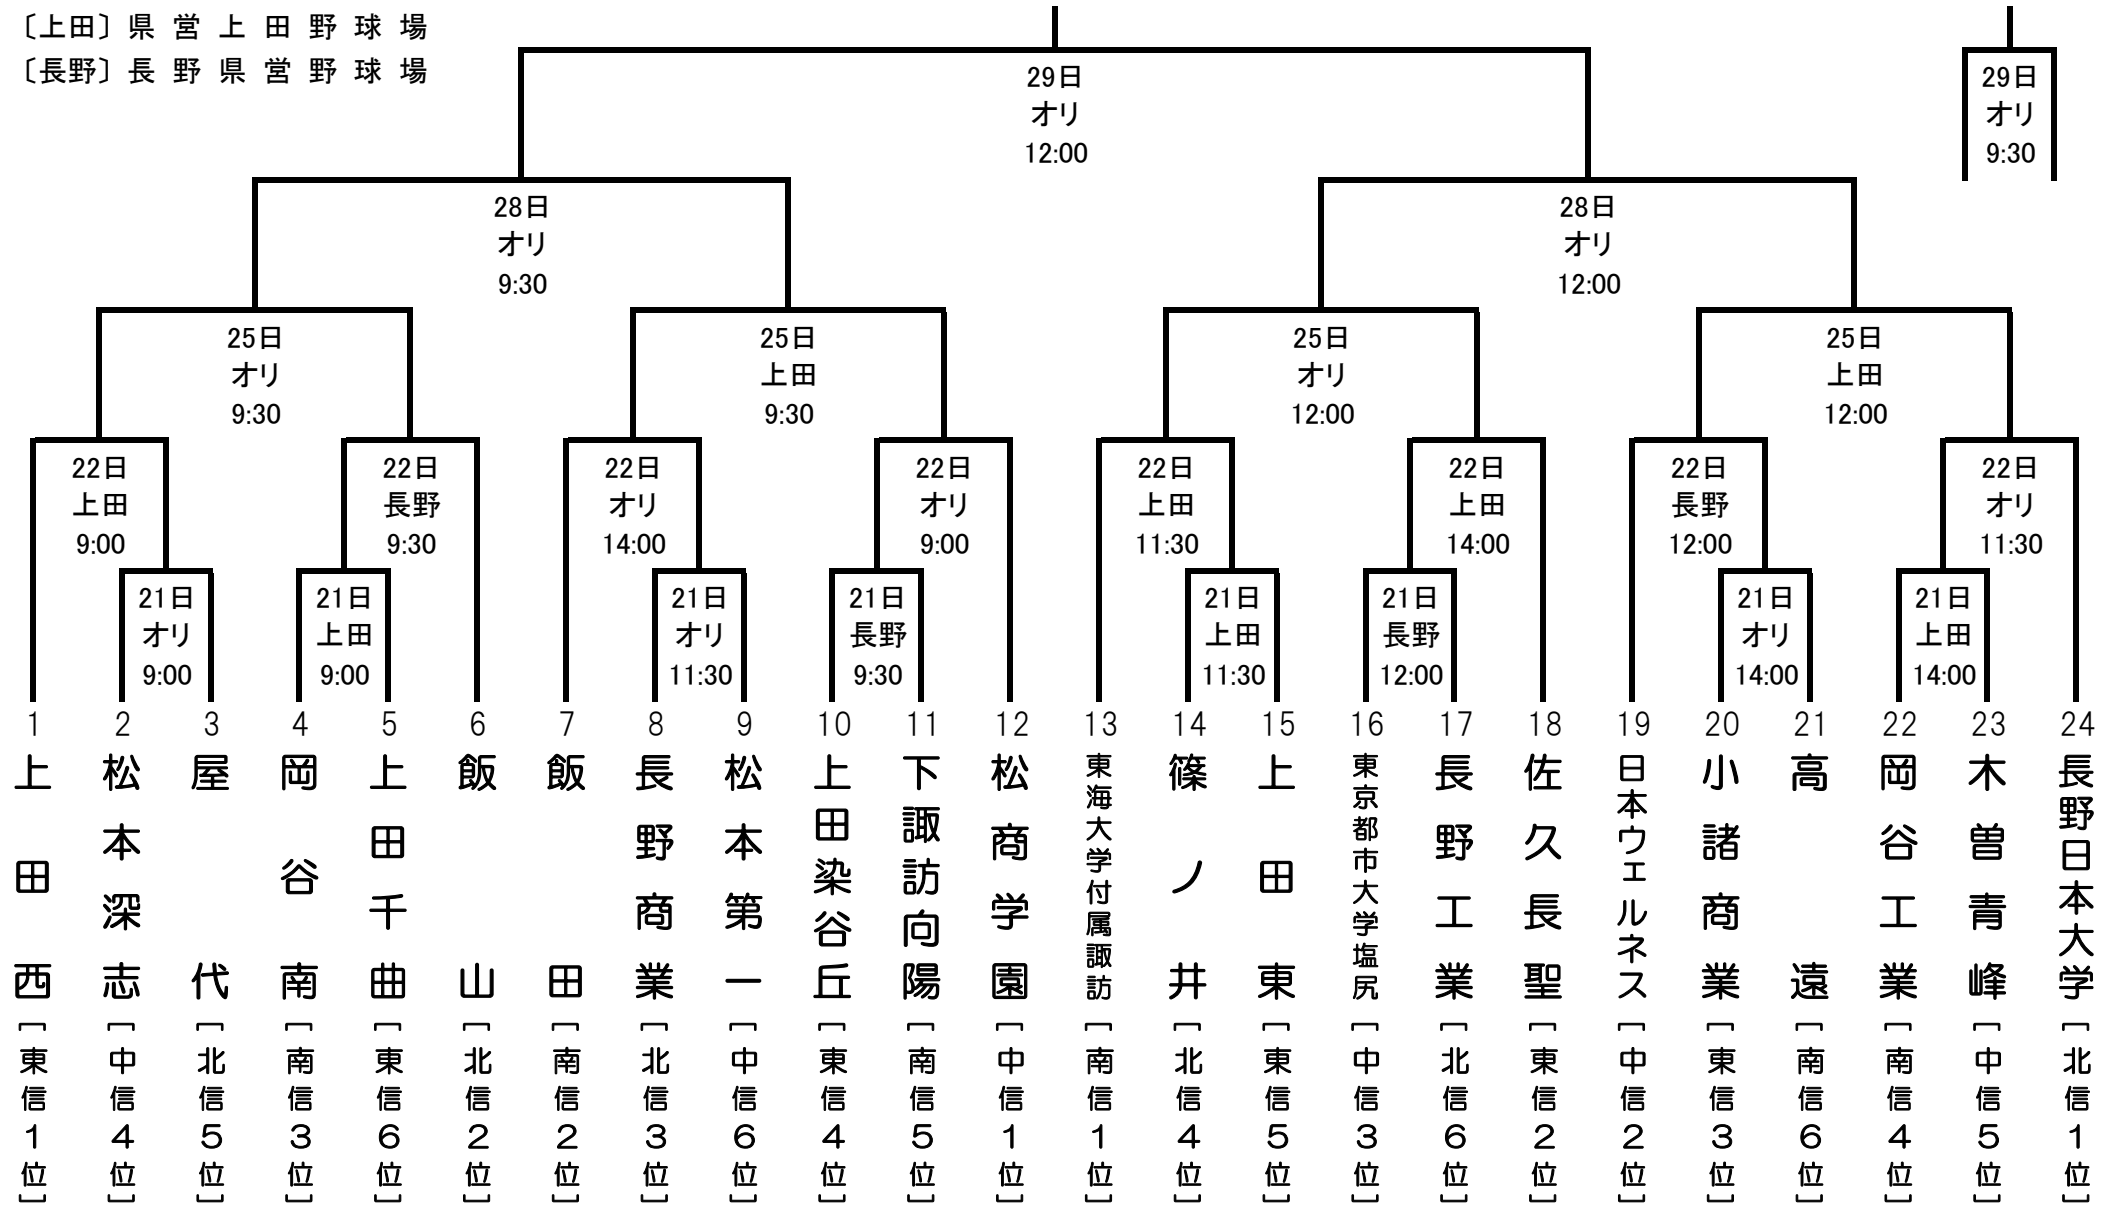 〔上田〕県営上田野球場
〔長野〕長野県営野球場
29日
オリ
12:00
29日
オリ
9:30
28日
オリ
9:30
28日
オリ
12:00
25日
オリ
9:30
25日
上田
9:30
25日
オリ
12:00
25日
上田
12:00
22日
上田
9:00
22日
長野
9:30
22日
オリ
14:00
22日
オリ
9:00
22日
上田
11:30
22日
上田
14:00
22日
長野
12:00
22日
オリ
11:30
21日
オリ
9:00
21日
上田
9:00
21日
オリ
11:30
21日
長野
9:30
21日
上田
11:30
21日
長野
12:00
21日
オリ
14:00
21日
上田
14:00
1 上田西[東信1位]
2 松本深志[中信4位]
3 屋代[北信5位]
4 岡谷南[南信3位]
5 上田千曲[東信6位]
6 飯山[北信2位]
7 飯田[南信2位]
8 長野商業[北信3位]
9 松本第一[中信6位]
10 上田染谷丘[東信4位]
11 下諏訪向陽[南信5位]
12 松商学園[中信1位]
13 東海大学付属諏訪[南信1位]
14 篠ノ井[北信4位]
15 上田東[東信5位]
16 東京都市大学塩尻[中信3位]
17 長野工業[北信6位]
18 佐久長聖[東信2位]
19 日本ウェルネス[中信2位]
20 小諸商業[東信3位]
21 高遠[南信6位]
22 岡谷工業[南信4位]
23 木曽青峰[中信5位]
24 長野日本大学[北信1位]